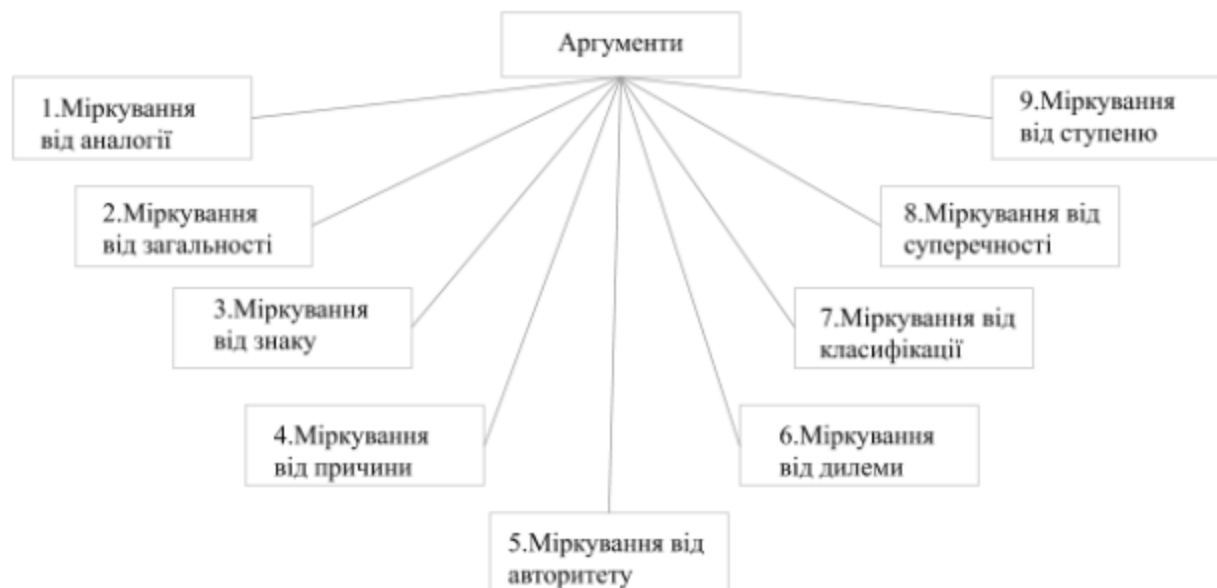 Аргументи
1.Міркування
від аналогії
2.Міркування
від загальності
3.Міркування
від знаку
4.Міркування
від причини
5.Міркування від
авторитету
6.Міркування
від дилеми
7.Міркування від
класифікації
8.Міркування від
суперечності
9.Міркування
від ступеню